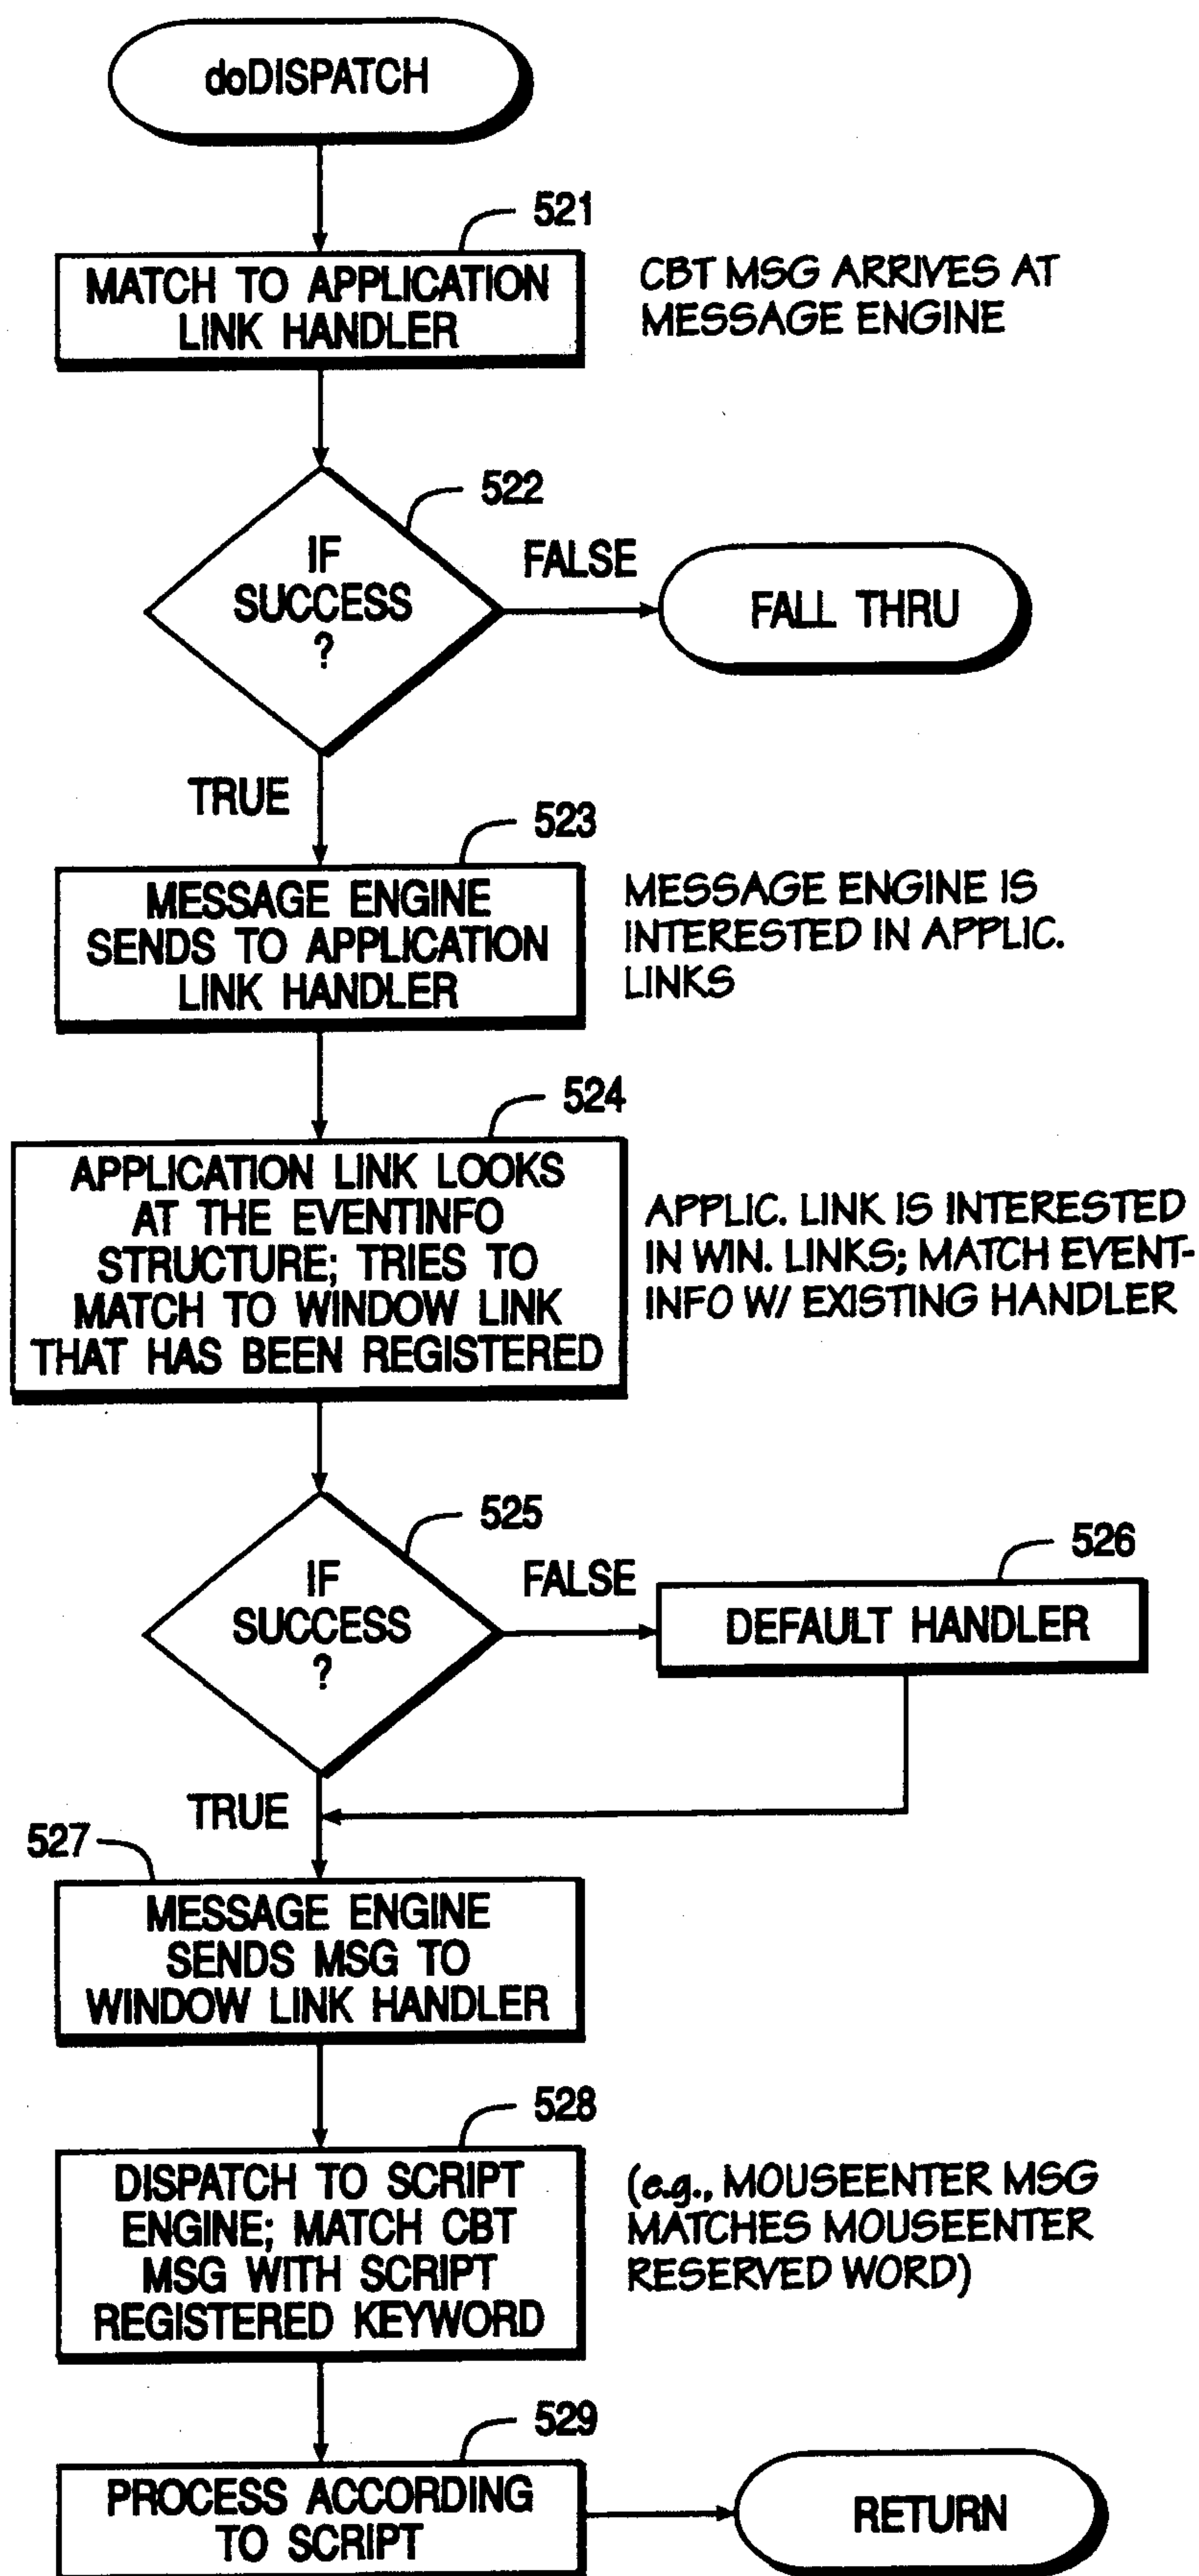 doDISPATCH
521
MATCH TO APPLICATION
LINK HANDLER
CBT MSG ARRIVES AT
MESSAGE ENGINE
522
IF
SUCCESS
?
FALSE
FALL THRU
TRUE
523
MESSAGE ENGINE
SENDS TO APPLICATION
LINK HANDLER
MESSAGE ENGINE IS
INTERESTED IN APPLIC.
LINKS
524
APPLICATION LINK LOOKS
AT THE EVENTINFO
STRUCTURE; TRIES TO
MATCH TO WINDOW LINK
THAT HAS BEEN REGISTERED
APPLIC. LINK IS INTERESTED
IN WIN. LINKS; MATCH EVENT-
INFO W/ EXISTING HANDLER
525
IF
SUCCESS
?
FALSE
526
DEFAULT HANDLER
TRUE
527
MESSAGE ENGINE
SENDS MSG TO
WINDOW LINK HANDLER
528
DISPATCH TO SCRIPT
ENGINE; MATCH CBT
MSG WITH SCRIPT
REGISTERED KEYWORD
(e.g., MOUSEENTER MSG
MATCHES MOUSEENTER
RESERVED WORD)
529
PROCESS ACCORDING
TO SCRIPT
RETURN